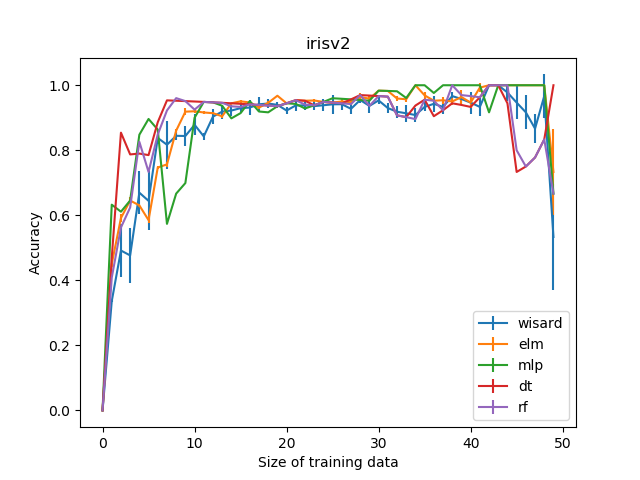 irisv2
Accuracy
1.0
0.8
0.6
0.4
0.2
0.0
wisard
elm
mlp
dt
rf
0 10 20 30 40 50
Size of training data